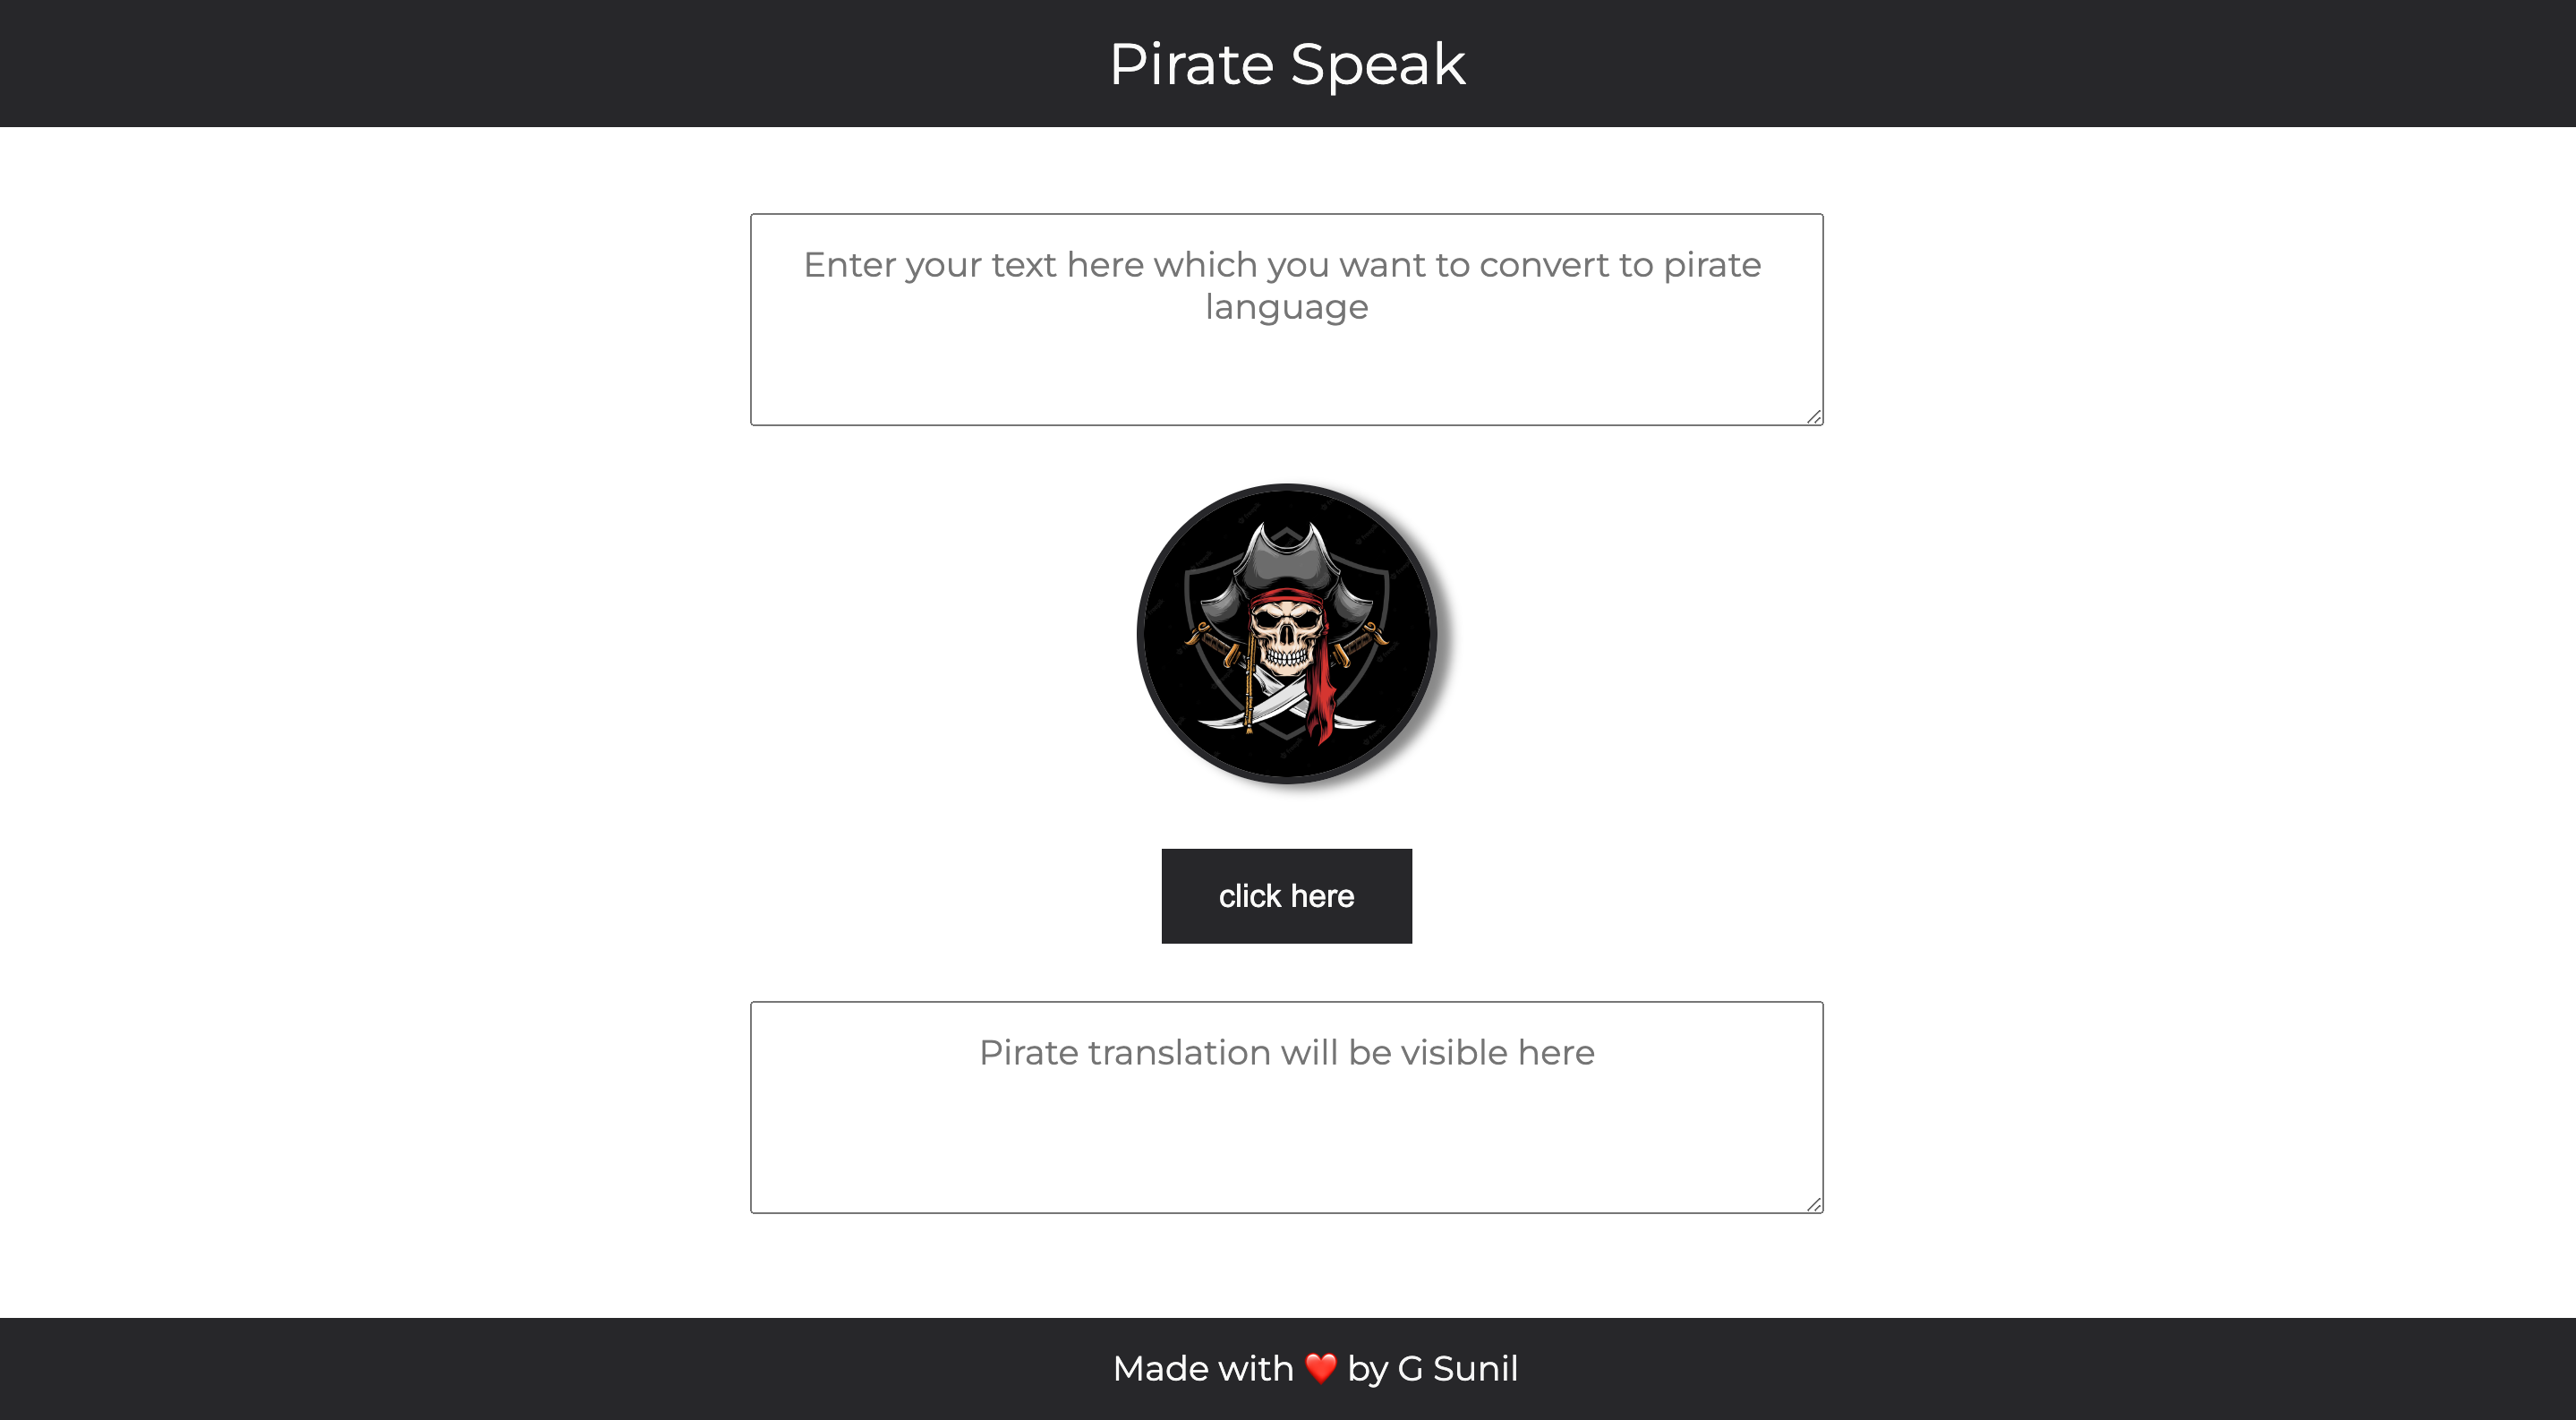 Pirate Speak
Enter your text here which you want to convert to pirate
language
click here
Pirate translation will be visible here
Made with ❤️ by G Sunil